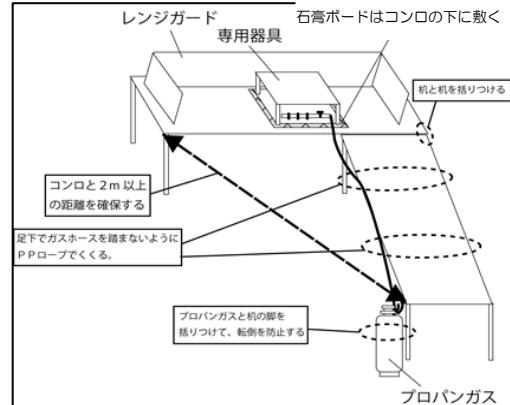 レンジガード
石膏ボードはコンロの下に敷く
専用器具
机と机を括りつける
コンロと2m以上
の距離を確保する
足下でガスホースを踏まないように
PPロープでくくる。
プロパンガスと机の脚を
括りつけて、転倒を防止する
プロパンガス